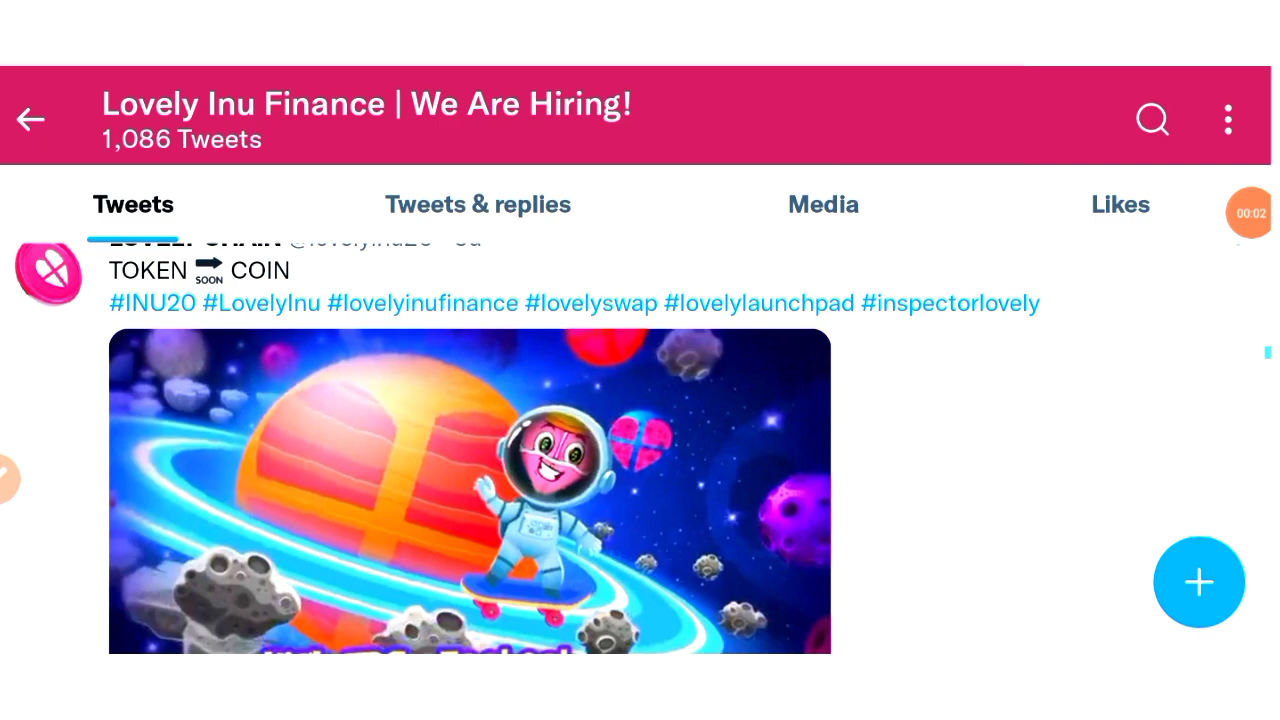 Lovely Inu Finance | We Are Hiring!
1,086 Tweets
Tweets
Tweets & replies
Media
Likes
00:02
TOKEN SOON COIN
#INU20 #LovelyInu #lovelyinufinance #lovelyswap #lovelylaunchpad #inspectorlovely